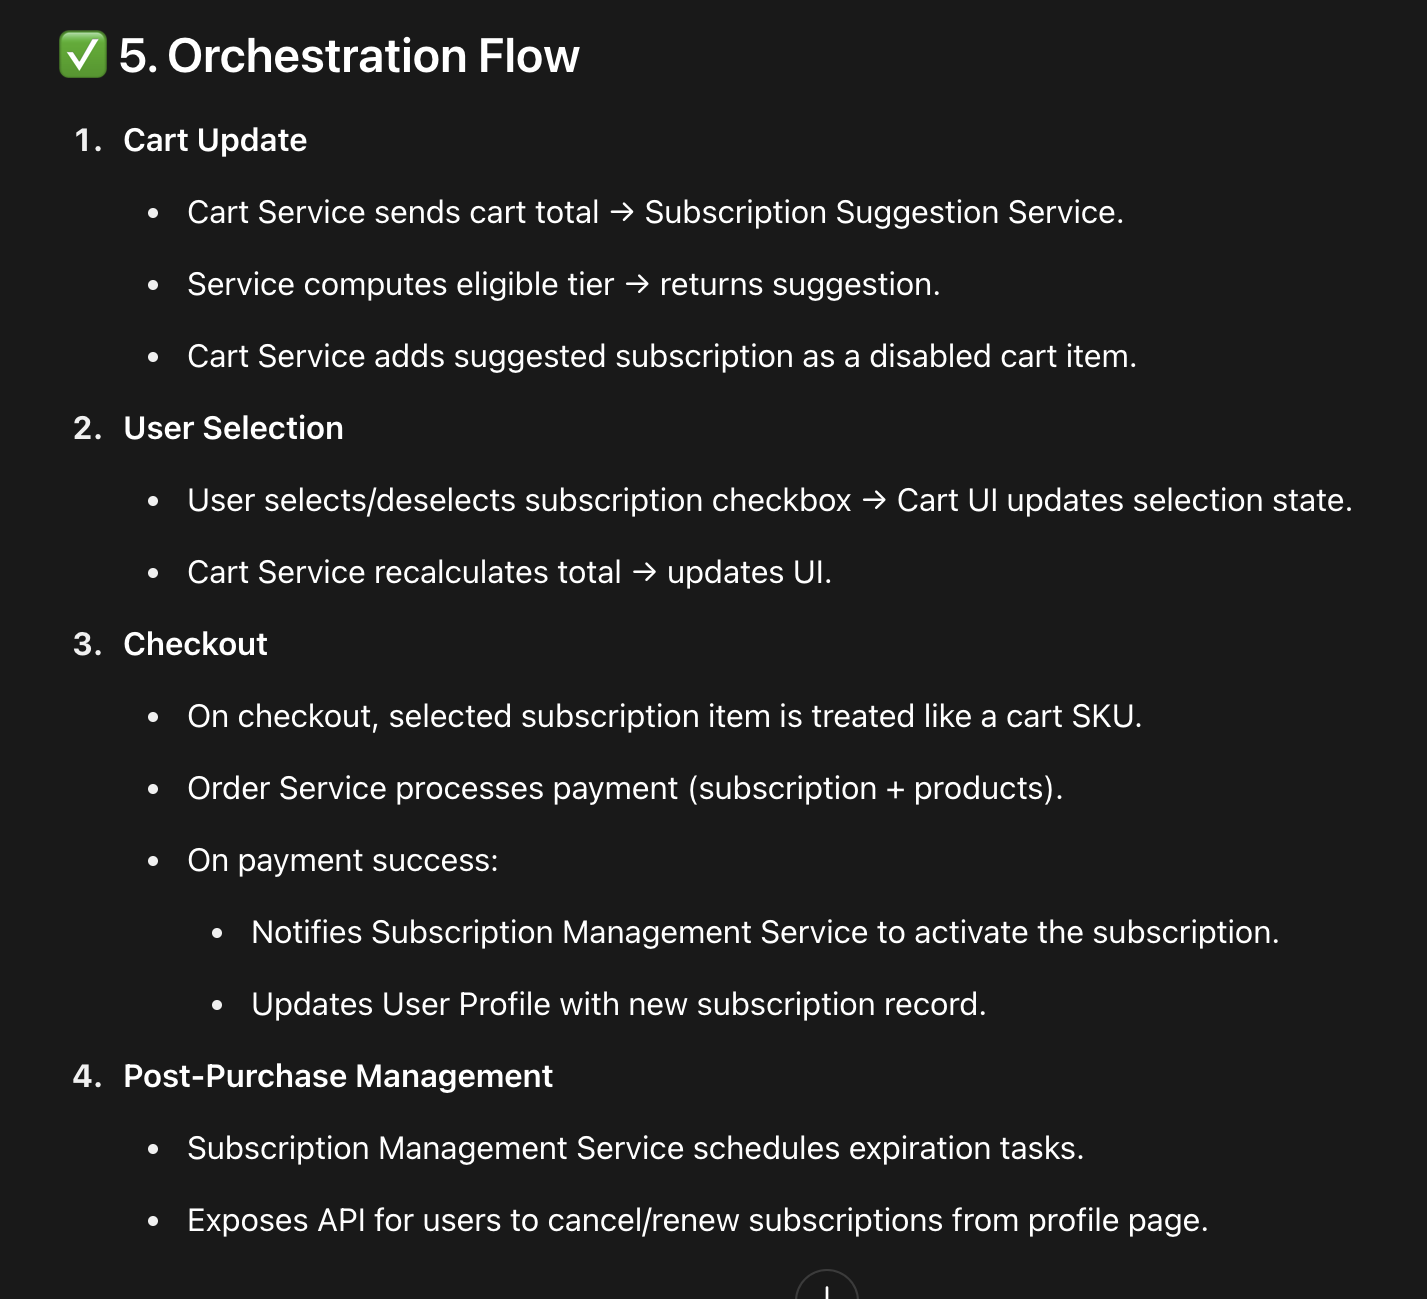 ✅ 5. Orchestration Flow
1. Cart Update
• Cart Service sends cart total → Subscription Suggestion Service.
• Service computes eligible tier → returns suggestion.
• Cart Service adds suggested subscription as a disabled cart item.
2. User Selection
• User selects/deselects subscription checkbox → Cart UI updates selection state.
• Cart Service recalculates total → updates UI.
3. Checkout
• On checkout, selected subscription item is treated like a cart SKU.
• Order Service processes payment (subscription + products).
• On payment success:
• Notifies Subscription Management Service to activate the subscription.
• Updates User Profile with new subscription record.
4. Post-Purchase Management
• Subscription Management Service schedules expiration tasks.
• Exposes API for users to cancel/renew subscriptions from profile page.